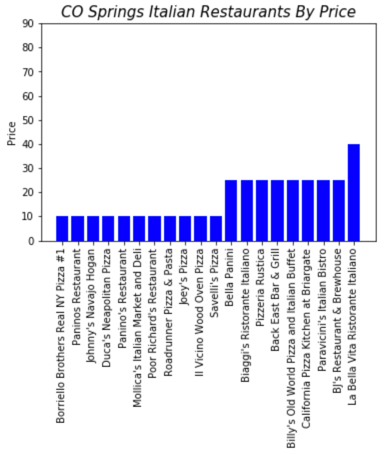 CO Springs Italian Restaurants By Price
90
80
70
60
50
40
30
20
10
0
Price
Borriello Brothers Real NY Pizza #1
Paninos Restaurant
Johnny's Navajo Hogan
Duca's Neapolitan Pizza
Panino's Restaurant
Mollica's Italian Market and Deli
Poor Richard's Restaurant
Roadrunner Pizza & Pasta
Joey's Pizza
Il Vicino Wood Oven Pizza
Savelli's Pizza
Bella Panini
Biaggi's Ristorante Italiano
Pizzeria Rustica
Back East Bar & Grill
Billy's Old World Pizza and Italian Buffet
California Pizza Kitchen at Briargate
Paravicini's Italian Bistro
BJ's Restaurant & Brewhouse
La Bella Vita Ristorante Italiano